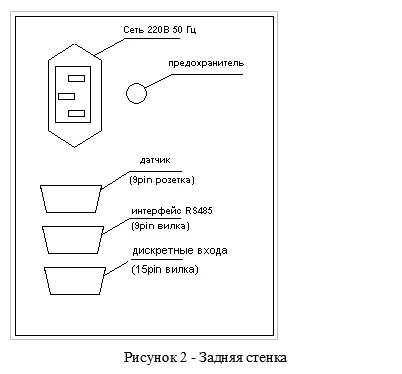 Сеть 220В 50 Гц
предохранитель
датчик
(9pin розетка)
интерфейс RS485
(9pin вилка)
дискретные входа
(15pin вилка)
Рисунок 2 - Задняя стенка